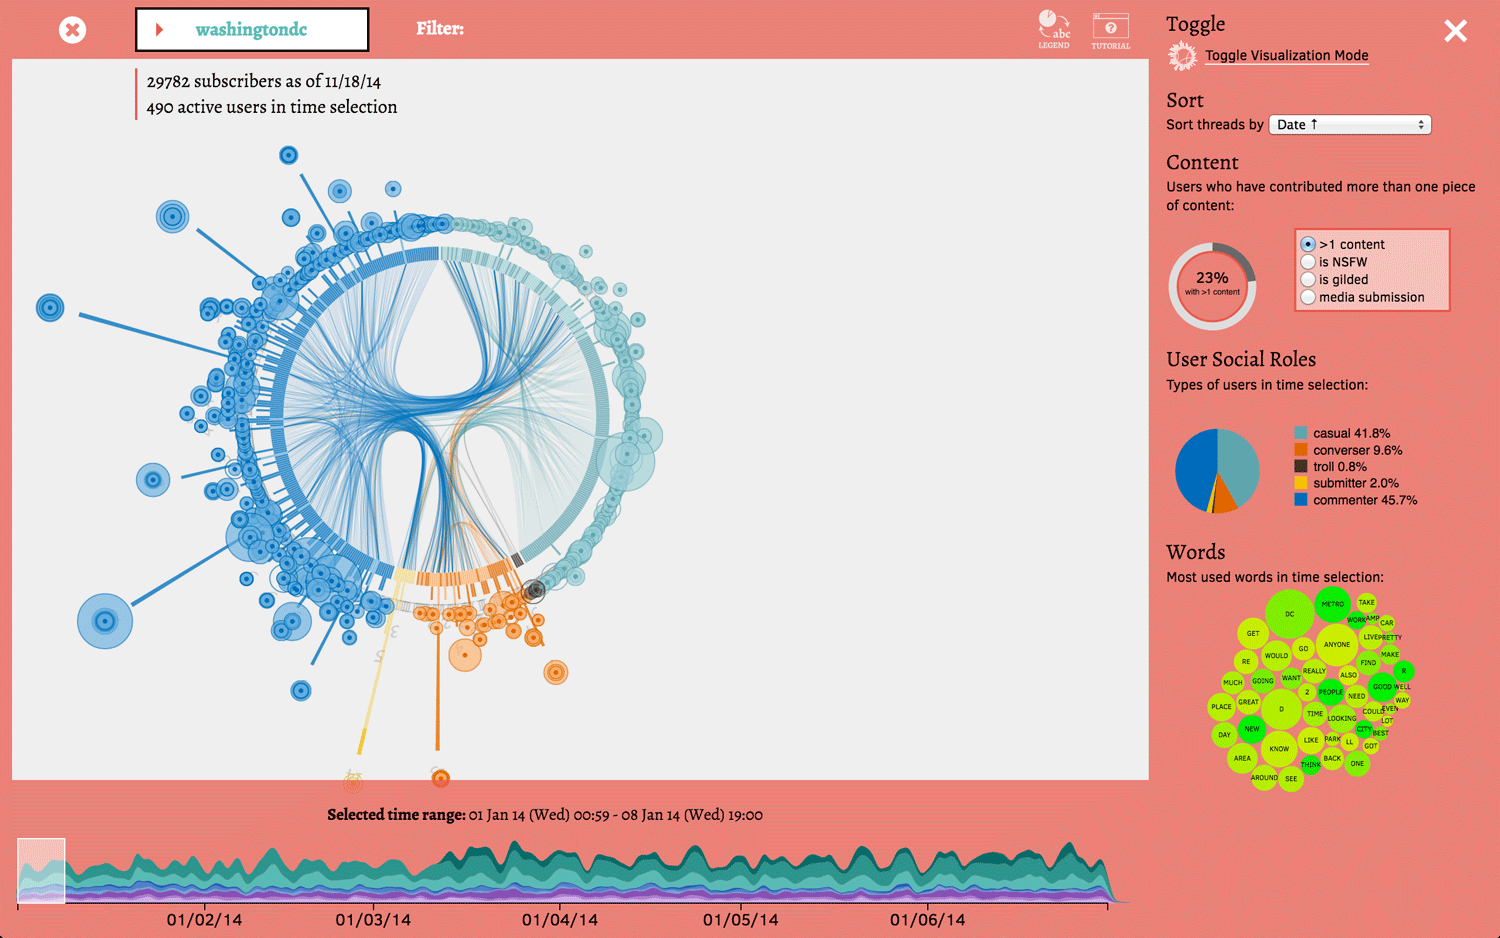 washingtondc
Filter:
abc
LEGEND
?
TUTORIAL
29782 subscribers as of 11/18/14
490 active users in time selection
Toggle
Toggle Visualization Mode
Sort
Sort threads by Date ↑
Content
Users who have contributed more than one piece
of content:
23%
with >1 content
>1 content
is NSFW
is gilded
media submission
User Social Roles
Types of users in time selection:
casual 41.8%
converser 9.6%
troll 0.8%
submitter 2.0%
commenter 45.7%
Words
Most used words in time selection:
DC
METRO
TAKE
WORK
AMP
CAR
GET
ANYONE
LIVE
PRETTY
RE
WOULD
GO
FIND
MAKE
MUCH
GOING
WANT
REALLY
ALSO
R
PLACE
GREAT
2
PEOPLE
NEED
GOOD
WELL
WAY
D
TIME
LOOKING
COULD
EVEN
LOT
DAY
NEW
CITY
BEST
KNOW
LIKE
PARK
LL
GOT
AREA
THINK
BACK
ONE
AROUND
SEE
3
5
Selected time range: 01 Jan 14 (Wed) 00:59 - 08 Jan 14 (Wed) 19:00
01/02/14
01/03/14
01/04/14
01/05/14
01/06/14